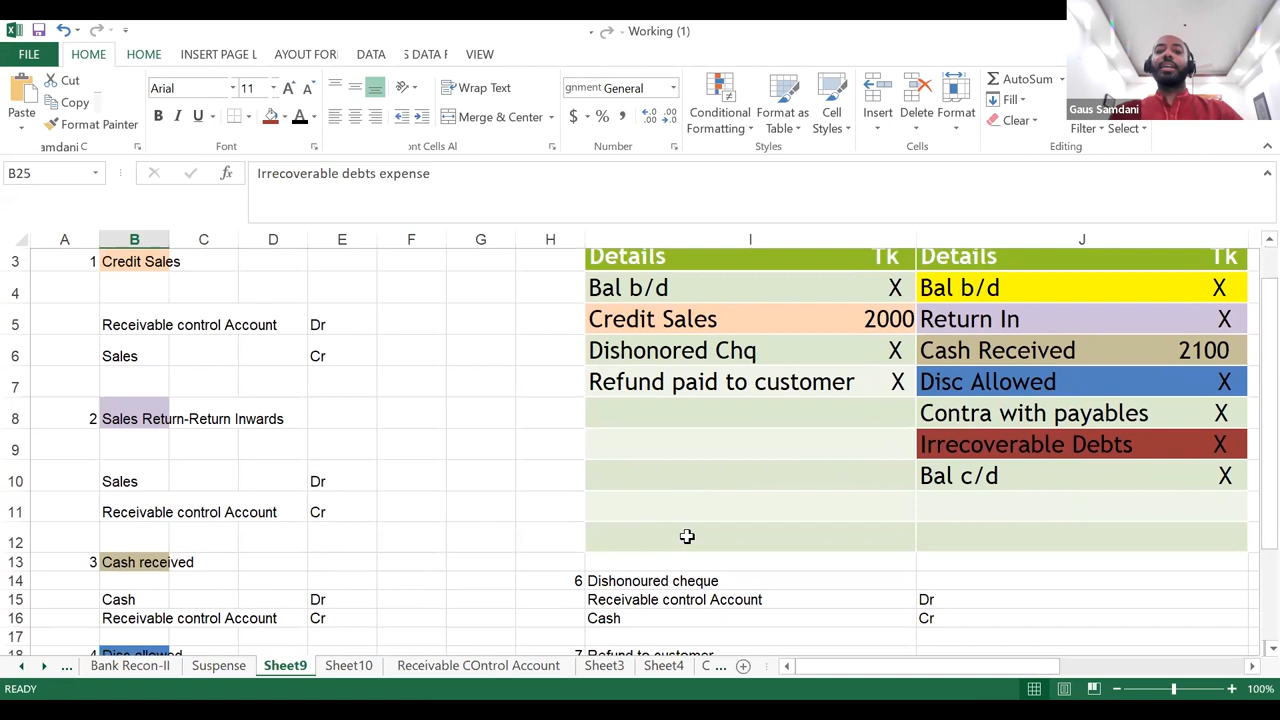 Working (1)
FILE HOME HOME INSERT PAGE L AYOUT FOR DATA S DATA F VIEW
Cut
Copy
Format Painter
Paste
Arial 11
B I U A
Wrap Text
Merge & Center
gnment General
$ % ,
Conditional Formatting
Format as Table
Cell Styles
Insert
Delete
Format
AutoSum
Fill
Clear
Filter Select
Gaus Samdani
amdani C Font ont Cells Al Number Styles Cells Editing
B25 fx Irrecoverable debts expense
A B C D E F G H I J
3 1 Credit Sales Details Tk Details Tk
4 Bal b/d X Bal b/d X
5 Receivable control Account Dr Credit Sales 2000 Return In X
6 Sales Cr Dishonored Chq X Cash Received 2100
7 Refund paid to customer X Disc Allowed X
8 2 Sales Return-Return Inwards Contra with payables X
9 Irrecoverable Debts X
10 Sales Dr Bal c/d X
11 Receivable control Account Cr
12
13 3 Cash received
14 6 Dishonoured cheque
15 Cash Dr Receivable control Account Dr
16 Receivable control Account Cr Cash Cr
17
18 4 Disc allowed 7 Refund to customer
... Bank Recon-II Suspense Sheet9 Sheet10 Receivable COntrol Account Sheet3 Sheet4 C ...
READY 100%